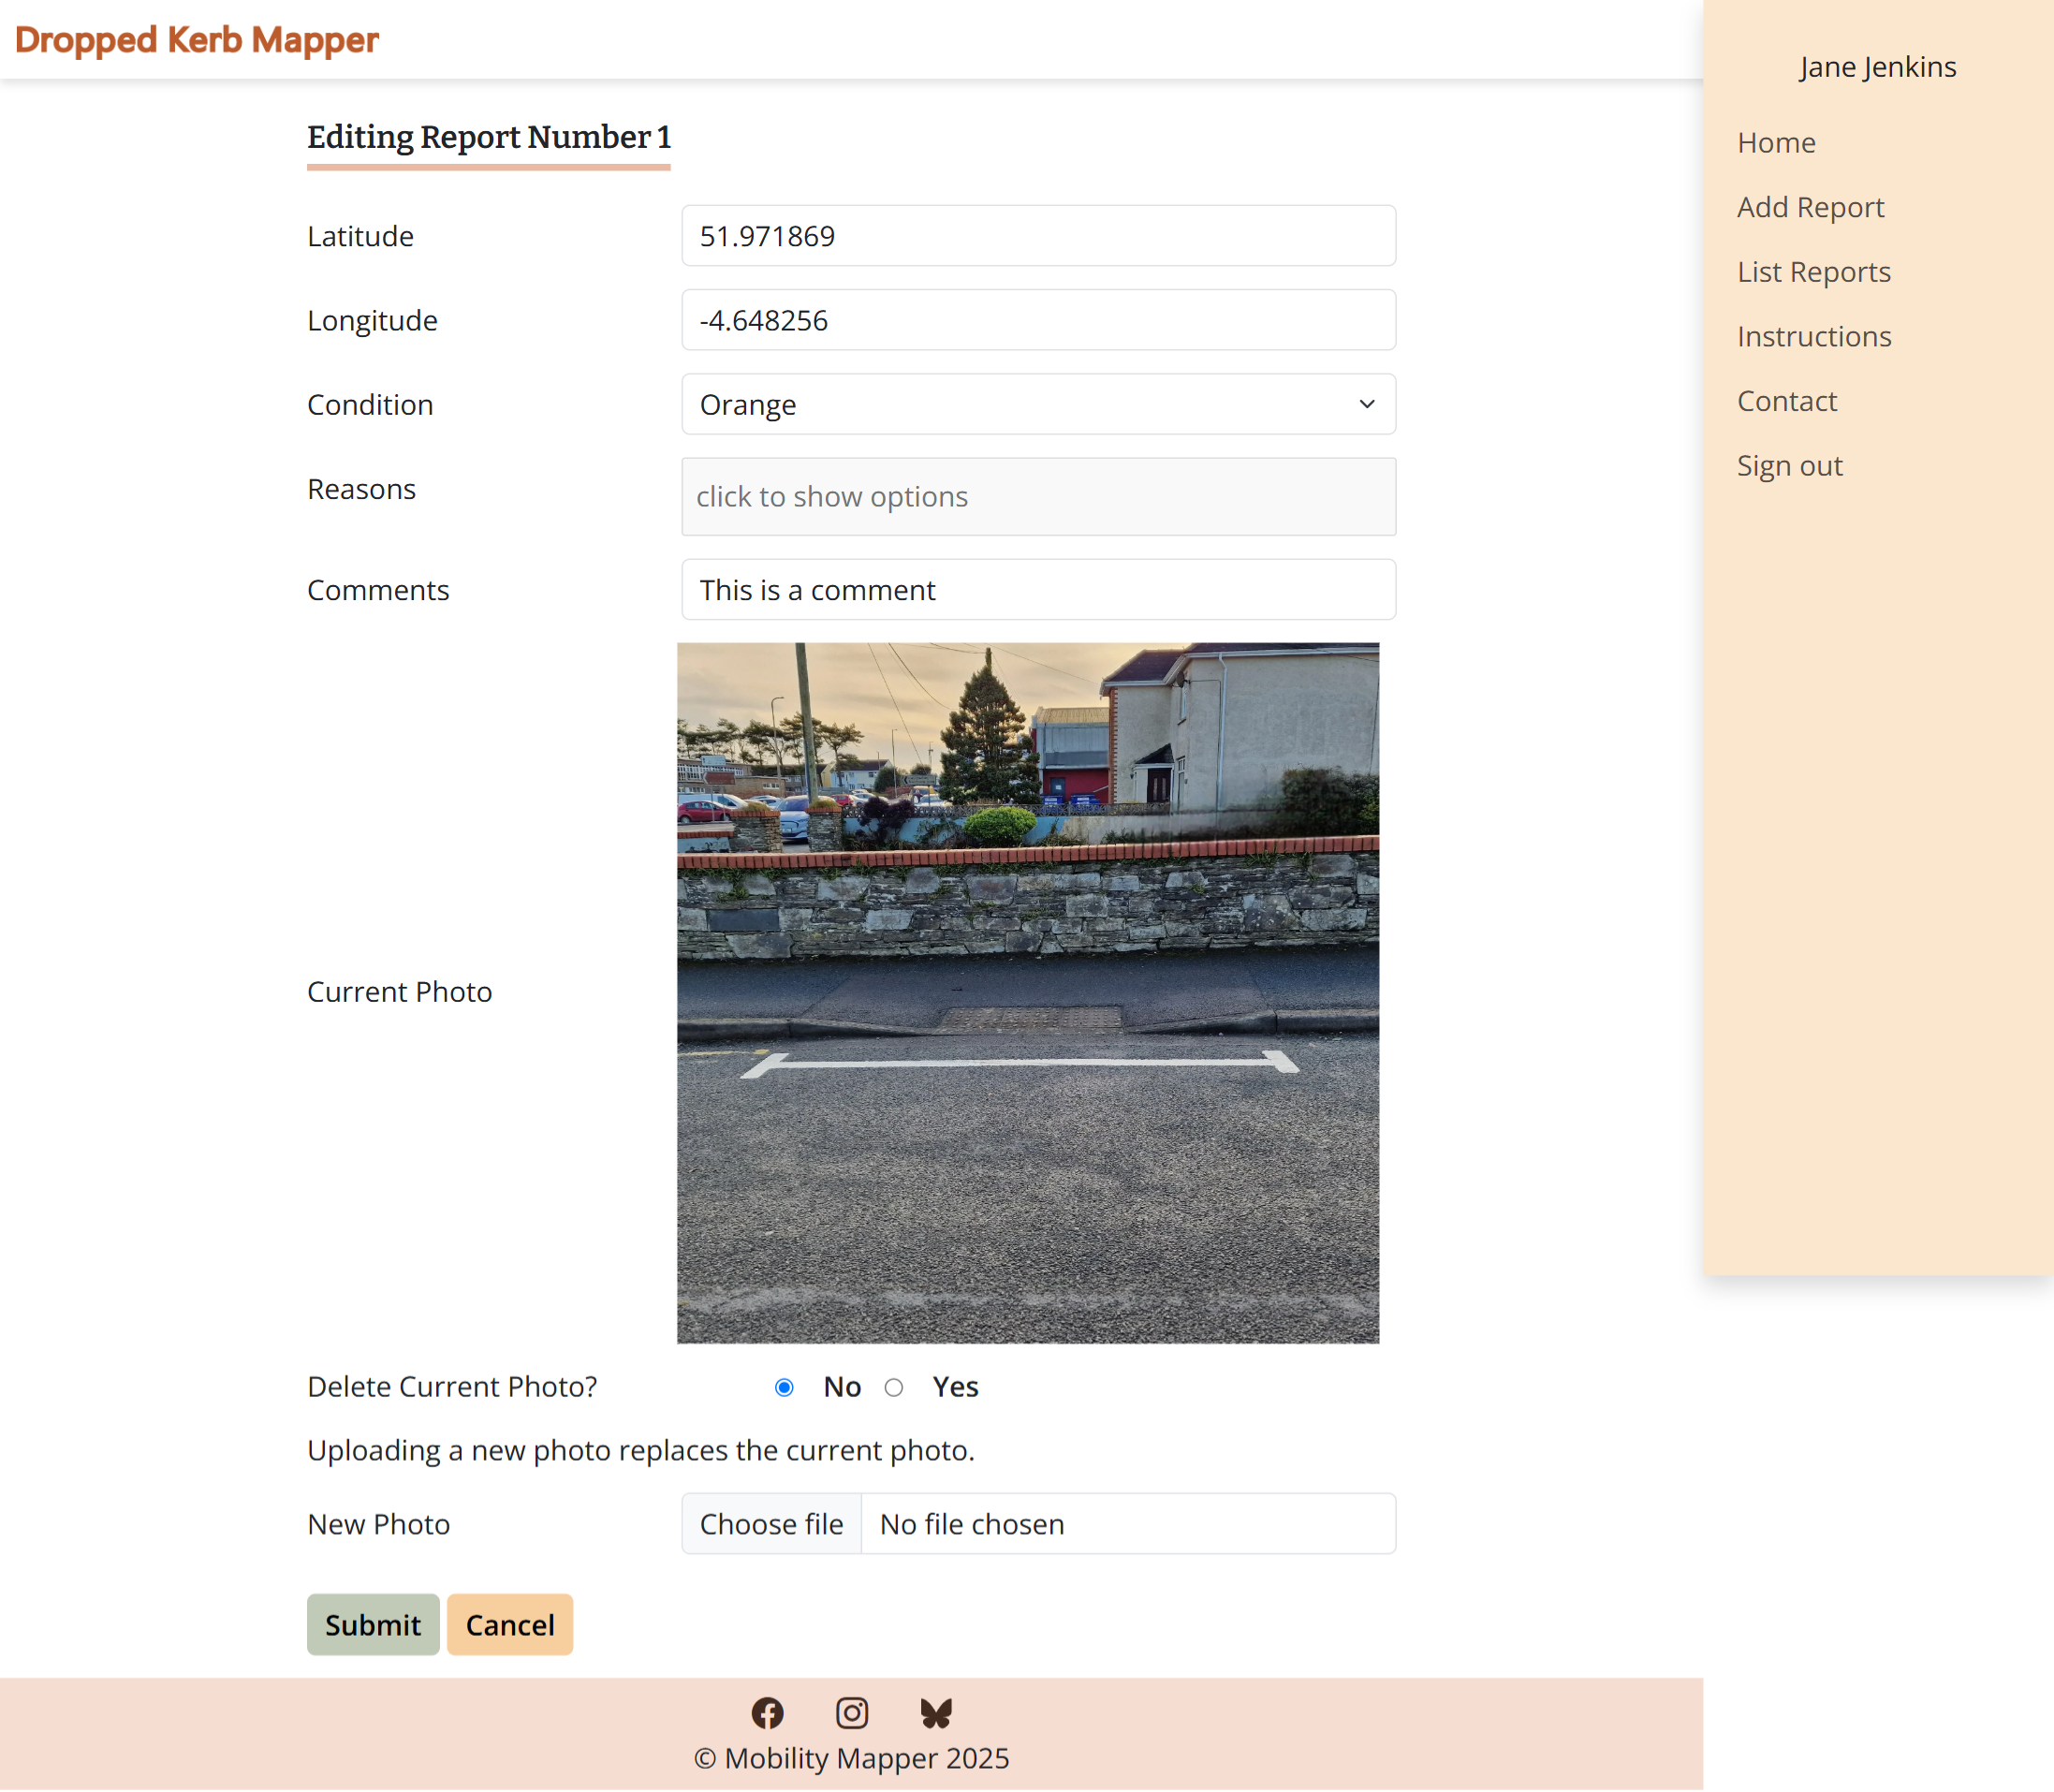 Dropped Kerb Mapper
Jane Jenkins
Home
Add Report
List Reports
Instructions
Contact
Sign out
Editing Report Number 1
Latitude
51.971869
Longitude
-4.648256
Condition
Orange
Reasons
click to show options
Comments
This is a comment
Current Photo
Delete Current Photo?
No
Yes
Uploading a new photo replaces the current photo.
New Photo
Choose file
No file chosen
Submit
Cancel
© Mobility Mapper 2025